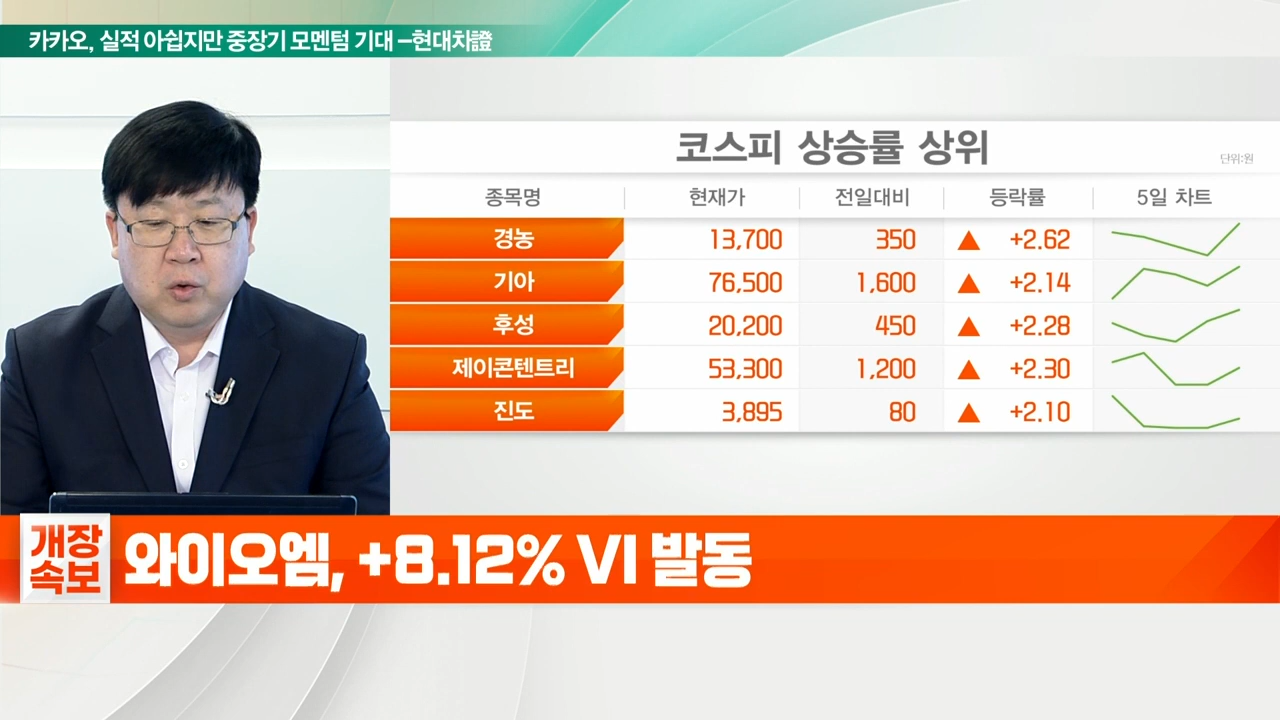 카카오, 실적 아쉽지만 중장기 모멘텀 기대 –현대차證
코스피 상승률 상위
단위:원
종목명 현재가 전일대비 등락률 5일 차트
경농 13,700 350 ▲ +2.62
기아 76,500 1,600 ▲ +2.14
후성 20,200 450 ▲ +2.28
제이콘텐트리 53,300 1,200 ▲ +2.30
진도 3,895 80 ▲ +2.10
개장
속보
와이오엠, +8.12% VI 발동